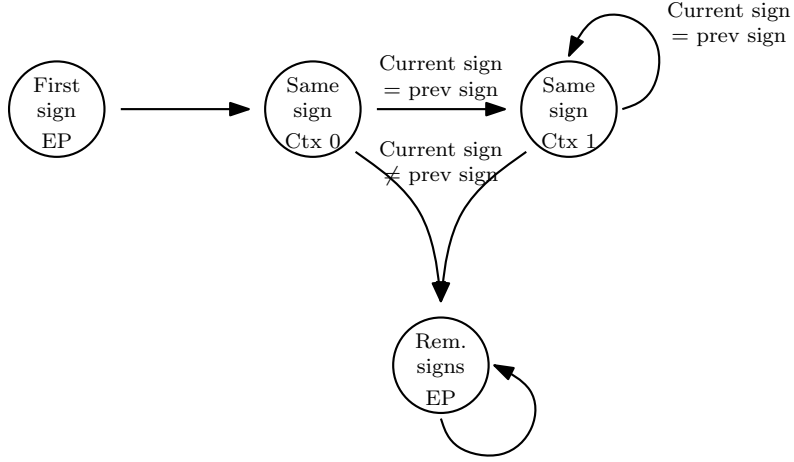 First
sign
EP
Same
sign
Ctx 0
Current sign
= prev sign
Same
sign
Ctx 1
Current sign
= prev sign
Current sign
≠ prev sign
Rem.
signs
EP